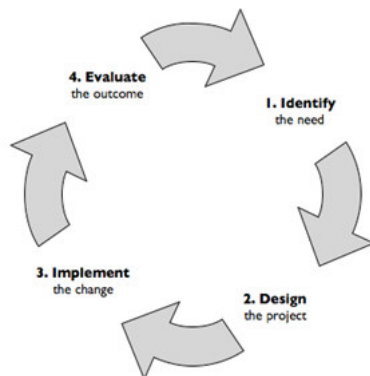 4. Evaluate
the outcome
1. Identify
the need
3. Implement
the change
2. Design
the project